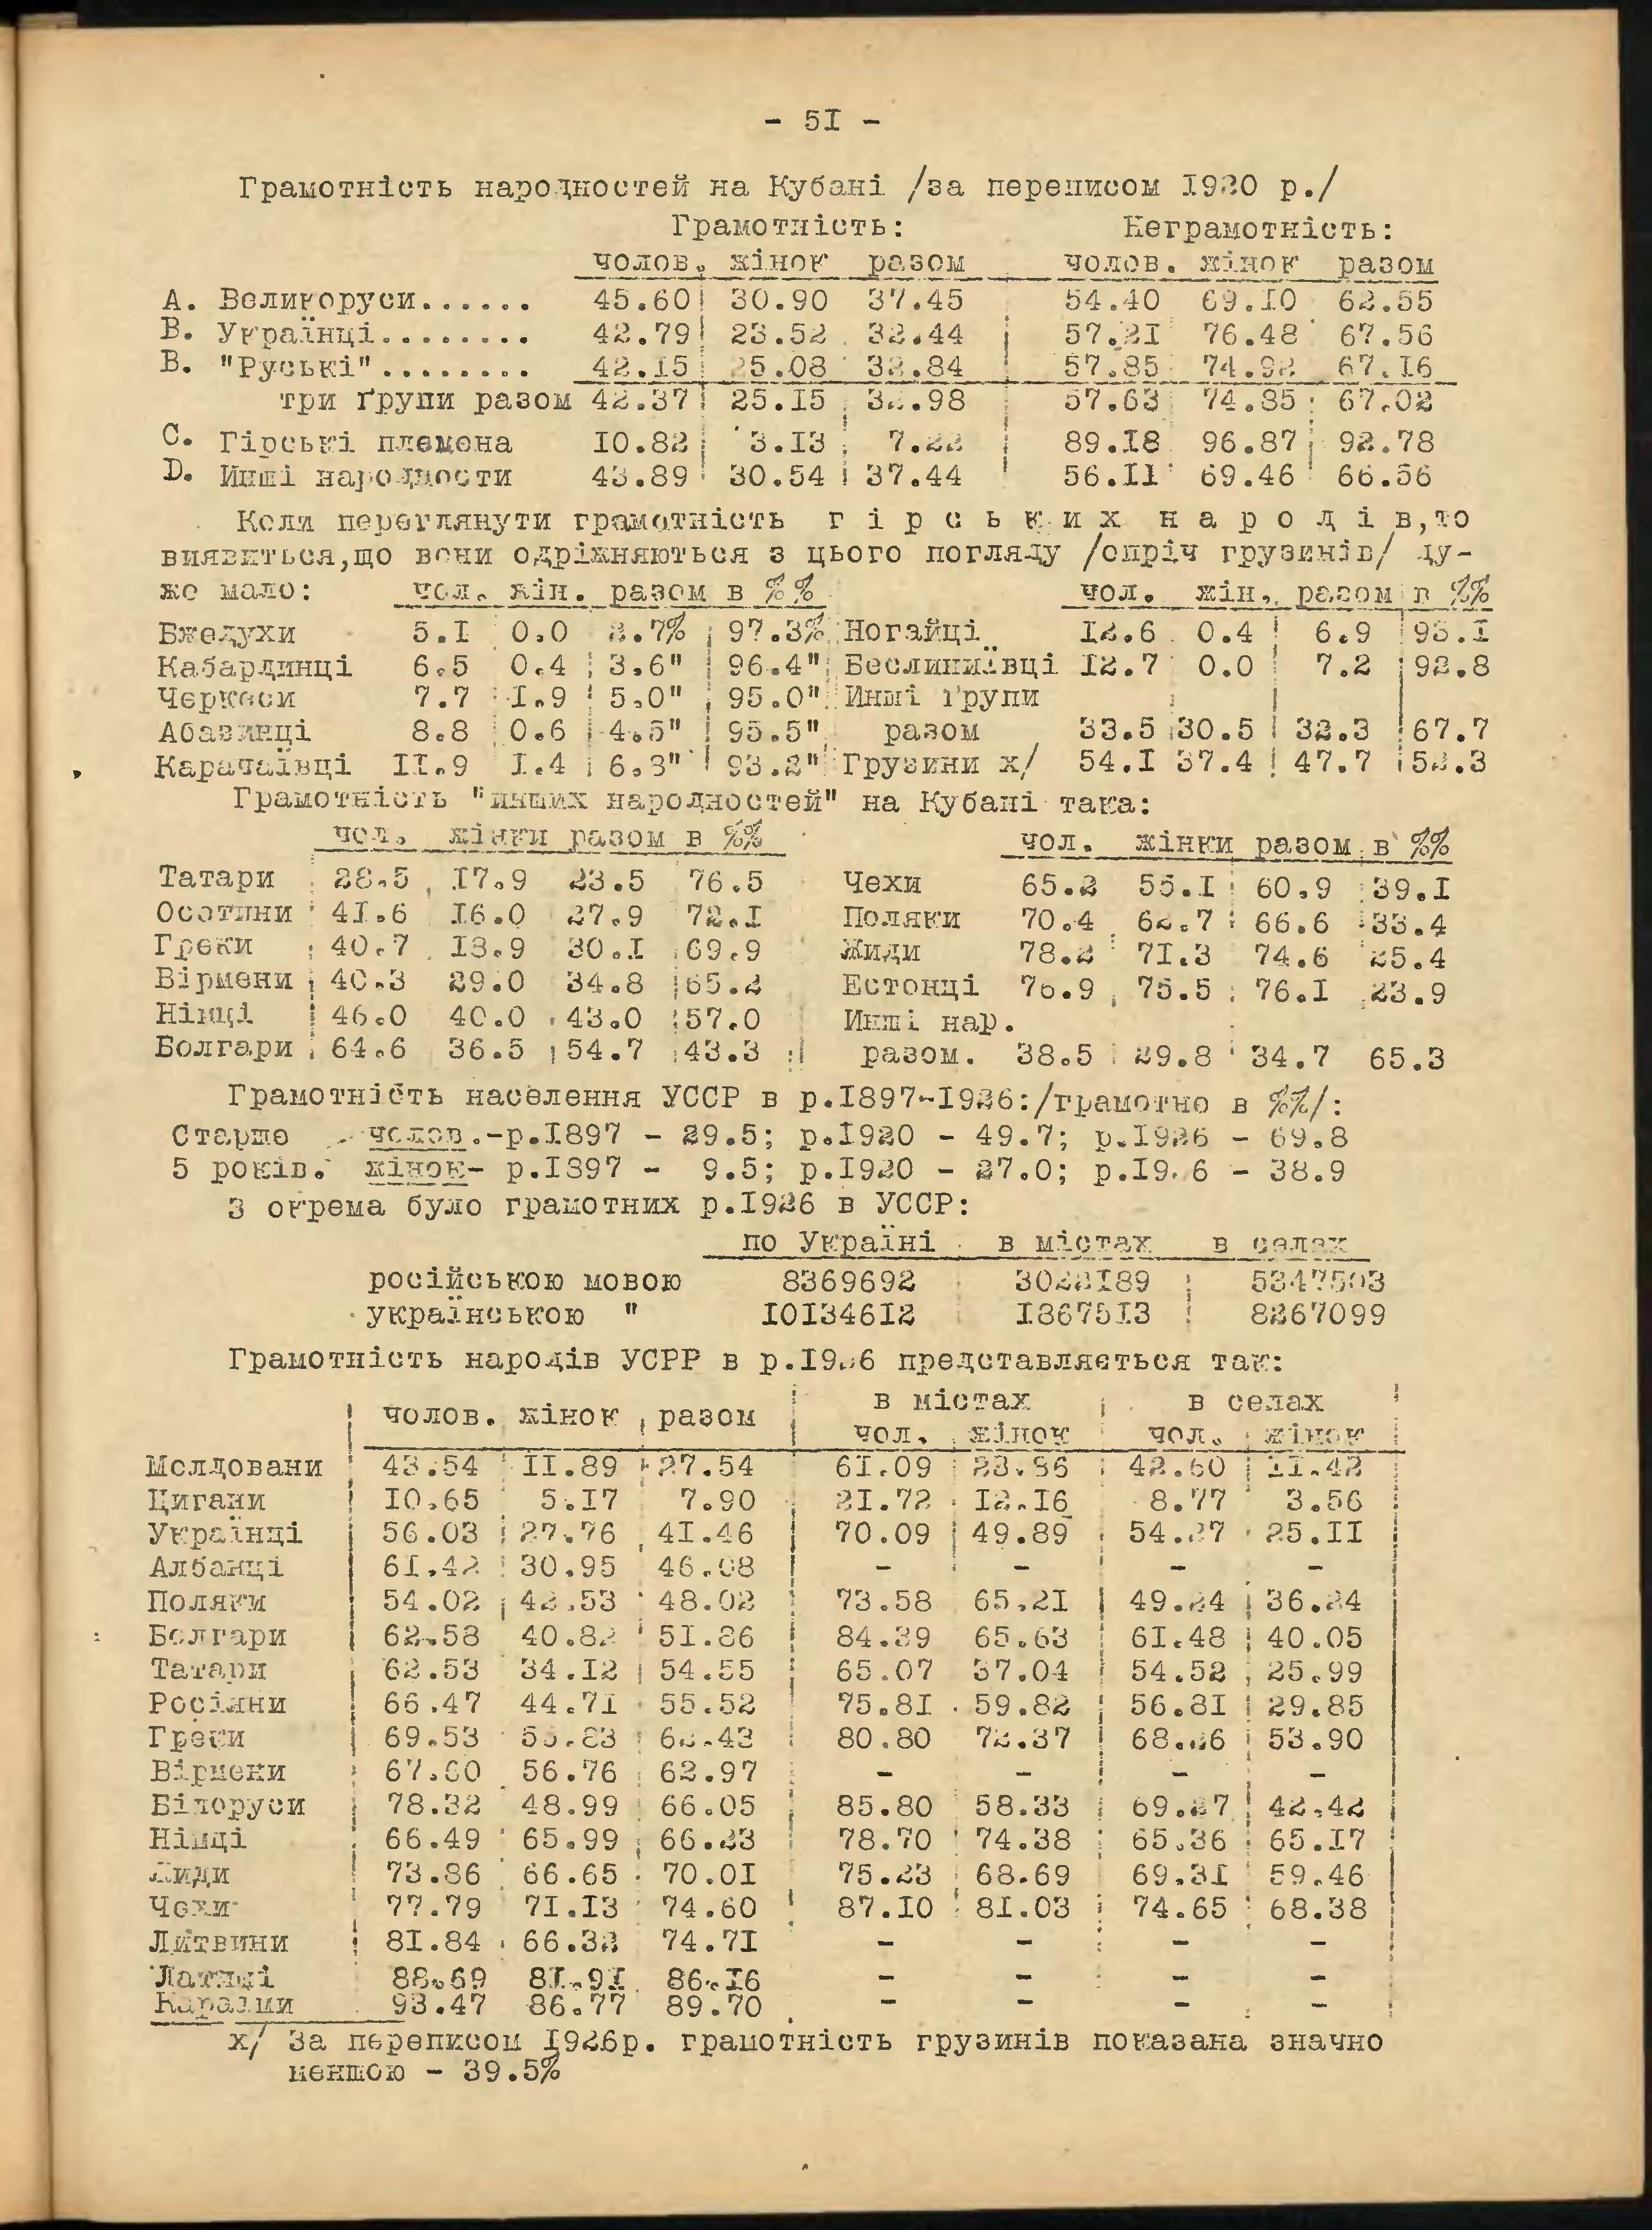 - 51 -
Грамотність народностей на Кубані /за переписом 1920 р./
Грамотність: Неграмотність:
чолов. жінок разом чолов. жінок разом
А. Великоруси...... 45.60 30.90 37.45 54.40 69.10 62.55
В. Українці........ 42.79 23.52 32.44 57.21 76.48 67.56
В. "Руські"........ 42.15 25.08 32.84 57.85 74.92 67.16
три ґрупи разом 42.37 25.15 32.98 57.63 74.85 67.02
С. Гірські племена 10.82 3.13 7.22 89.18 96.87 92.78
D. Инші народности 43.89 30.54 37.44 56.11 69.46 66.56
Коли переглянути грамотність г і р с ь к и х н а р о д і в,то
виявиться,що вони одріжняються з цього погляду /опріч грузинів/ ду-
же мало: чол. жін. разом в %% чол. жін. разом в %%
Бжедухи 5.1 0.0 2.7% 97.3% Ногайці 12.6 0.4 6.9 93.1
Кабардинці 6.5 0.4 3.6" 96.4" Беслиниївці 12.7 0.0 7.2 92.8
Черкеси 7.7 1.9 5.0" 95.0" Инші ґрупи
Абазинці 8.8 0.6 4.5" 95.5" разом 33.5 30.5 32.3 67.7
Карачаївці 11.9 1.4 6.8" 93.2" Грузини х/ 54.1 37.4 47.7 52.3
Грамотність "инших народностей" на Кубані така:
чол. жінки разом в %% чол. жінки разом в %%
Татари 28.5 17.9 23.5 76.5 Чехи 65.2 55.1 60.9 39.1
Осотини 41.6 16.0 27.9 72.1 Поляки 70.4 62.7 66.6 33.4
Греки 40.7 18.9 30.1 69.9 Жиди 78.2 71.3 74.6 25.4
Вірмени 40.3 29.0 34.8 65.2 Естонці 76.9 75.5 76.1 23.9
Німці 46.0 40.0 43.0 57.0 Инші нар.
Болгари 64.6 36.5 54.7 43.3 разом. 38.5 29.8 34.7 65.3
Грамотність населення УССР в р.1897-1926:/грамотно в %%/:
Старше чолов.-р.1897 - 29.5; р.1920 - 49.7; р.1926 - 69.8
5 років. жінок- р.1897 - 9.5; р.1920 - 27.0; р.19 6 - 38.9
З окрема було грамотних р.1926 в УССР:
по Україні в містах в селах
російською мовою 8369692 3022189 5347503
українською " 10134612 1867513 8267099
Грамотність народів УСРР в р.1926 представляється так:
чолов. жінок разом в містах в селах
чол. жінок чол. жінок
Молдовани 43.54 11.89 27.54 61.09 23.86 42.60 11.42
Цигани 10.65 5.17 7.90 21.72 12.16 8.77 3.56
Українці 56.03 27.76 41.46 70.09 49.89 54.27 25.11
Албанці 61.42 30.95 46.08 - - - -
Поляки 54.02 42.53 48.02 73.58 65.21 49.24 36.24
Болгари 62.58 40.82 51.86 84.39 65.63 61.48 40.05
Татари 62.53 34.12 54.55 65.07 37.04 54.52 25.99
Росіяни 66.47 44.71 55.52 75.81 59.82 56.81 29.85
Греки 69.53 55.83 62.43 80.80 72.37 68.26 53.90
Вірмени 67.60 56.76 62.97 - - - -
Білоруси 78.32 48.99 66.05 85.80 58.33 69.27 42.42
Німці 66.49 65.99 66.23 78.70 74.38 65.36 65.17
Жиди 73.86 66.65 70.01 75.23 68.69 69.31 59.46
Чехи 77.79 71.13 74.60 87.10 81.03 74.65 68.38
Литвини 81.84 66.32 74.71 - - - -
Латиші 88.69 81.91 86.16 - - - -
Караїми 93.47 86.77 89.70 - - - -
х/ За переписом 1926р. грамотність грузинів показана значно
меншою - 39.5%